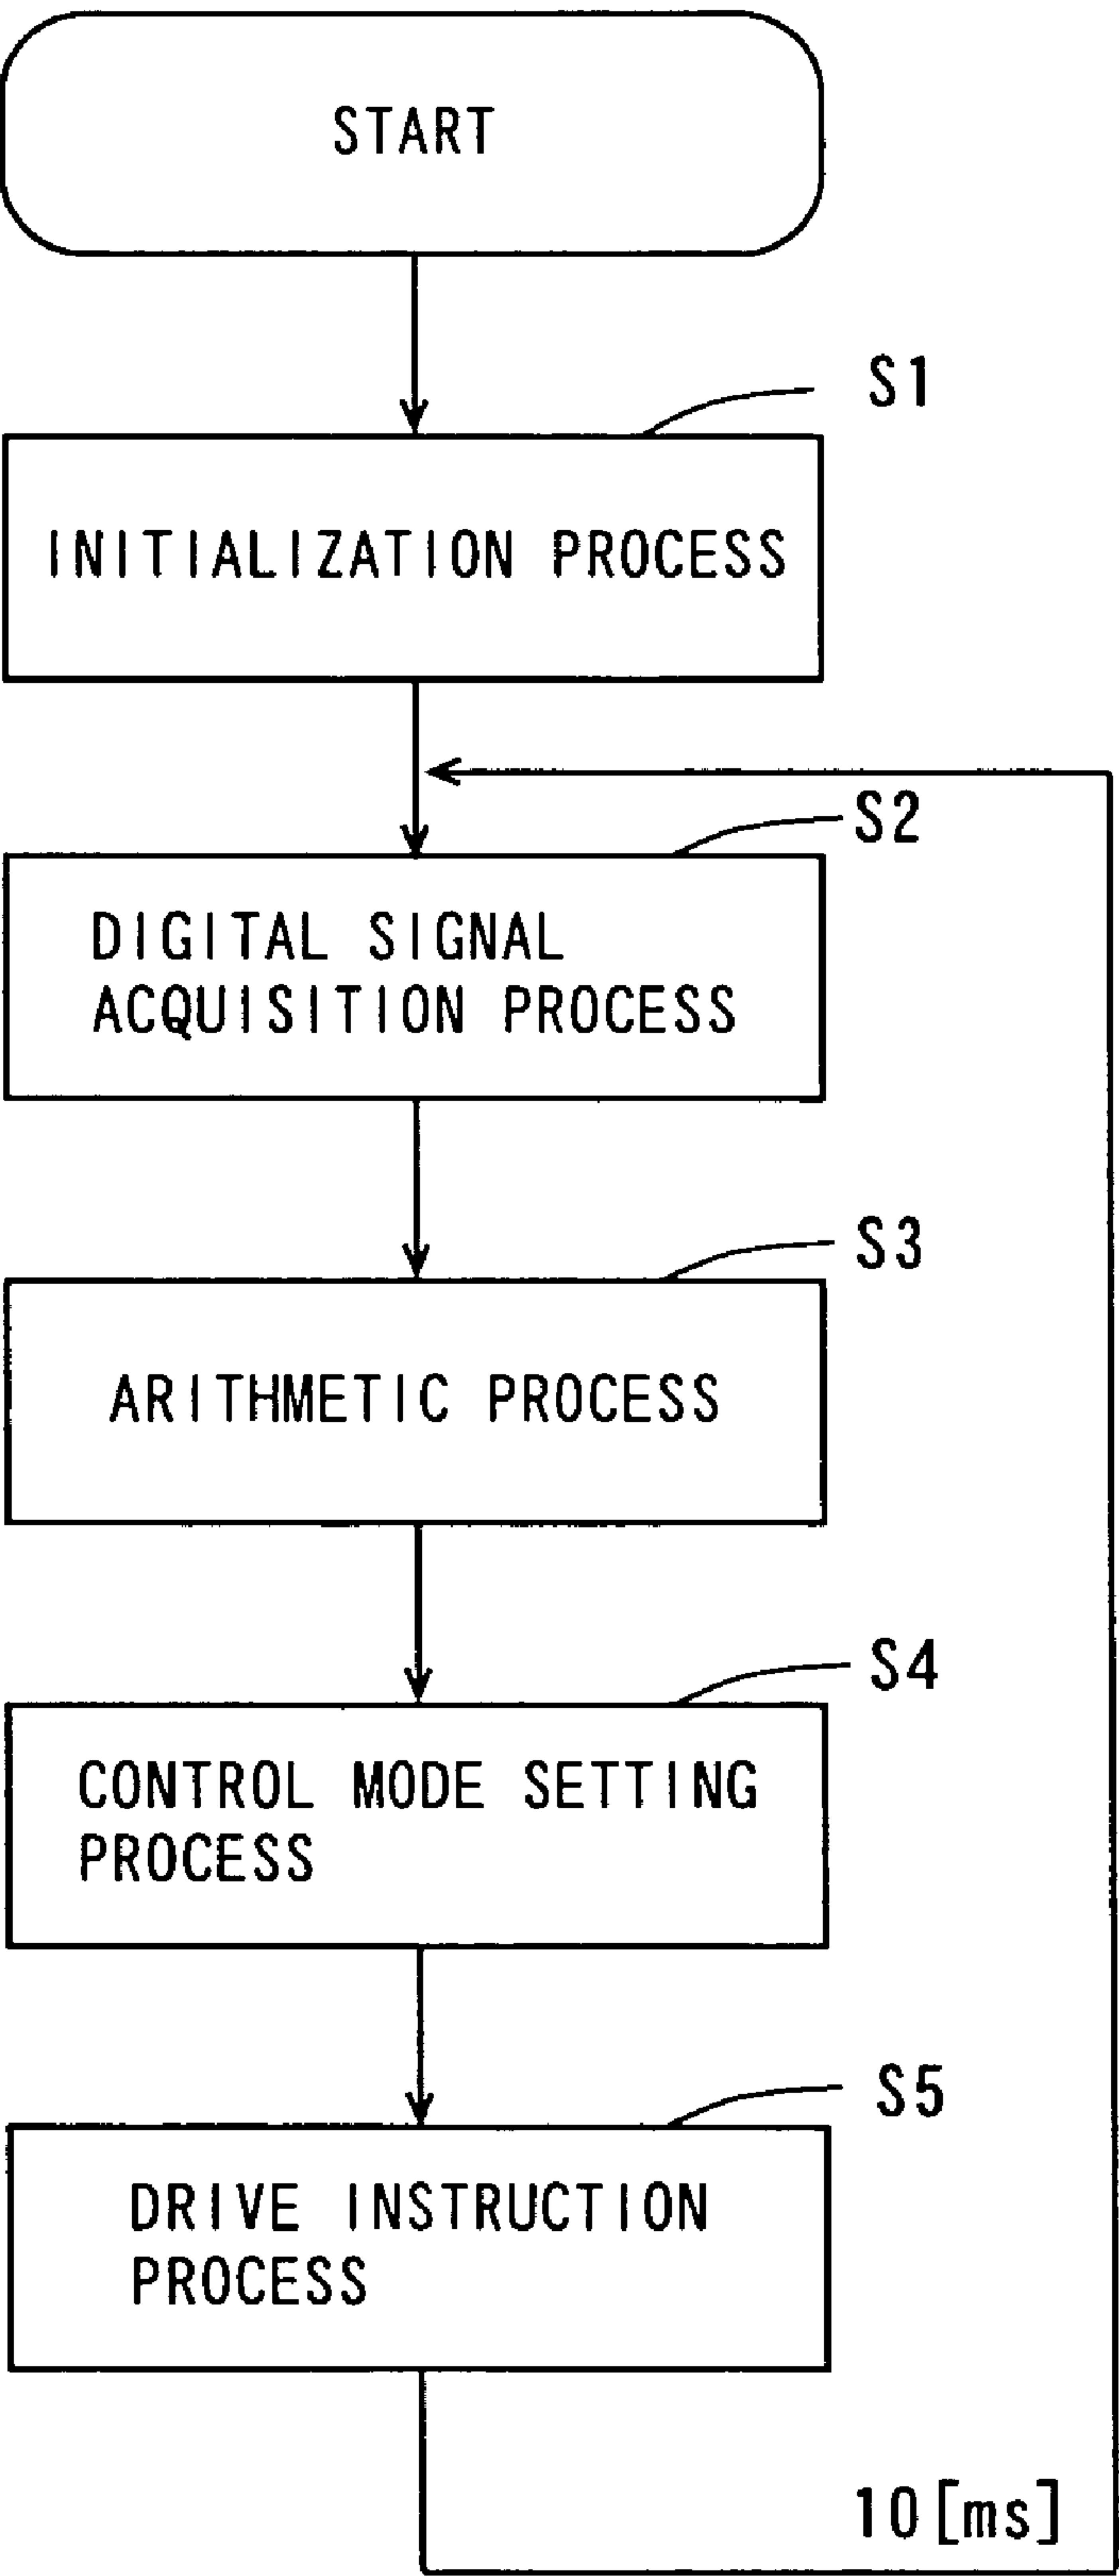 START
S1
INITIALIZATION PROCESS
S2
DIGITAL SIGNAL
ACQUISITION PROCESS
S3
ARITHMETIC PROCESS
S4
CONTROL MODE SETTING
PROCESS
S5
DRIVE INSTRUCTION
PROCESS
10[ms]